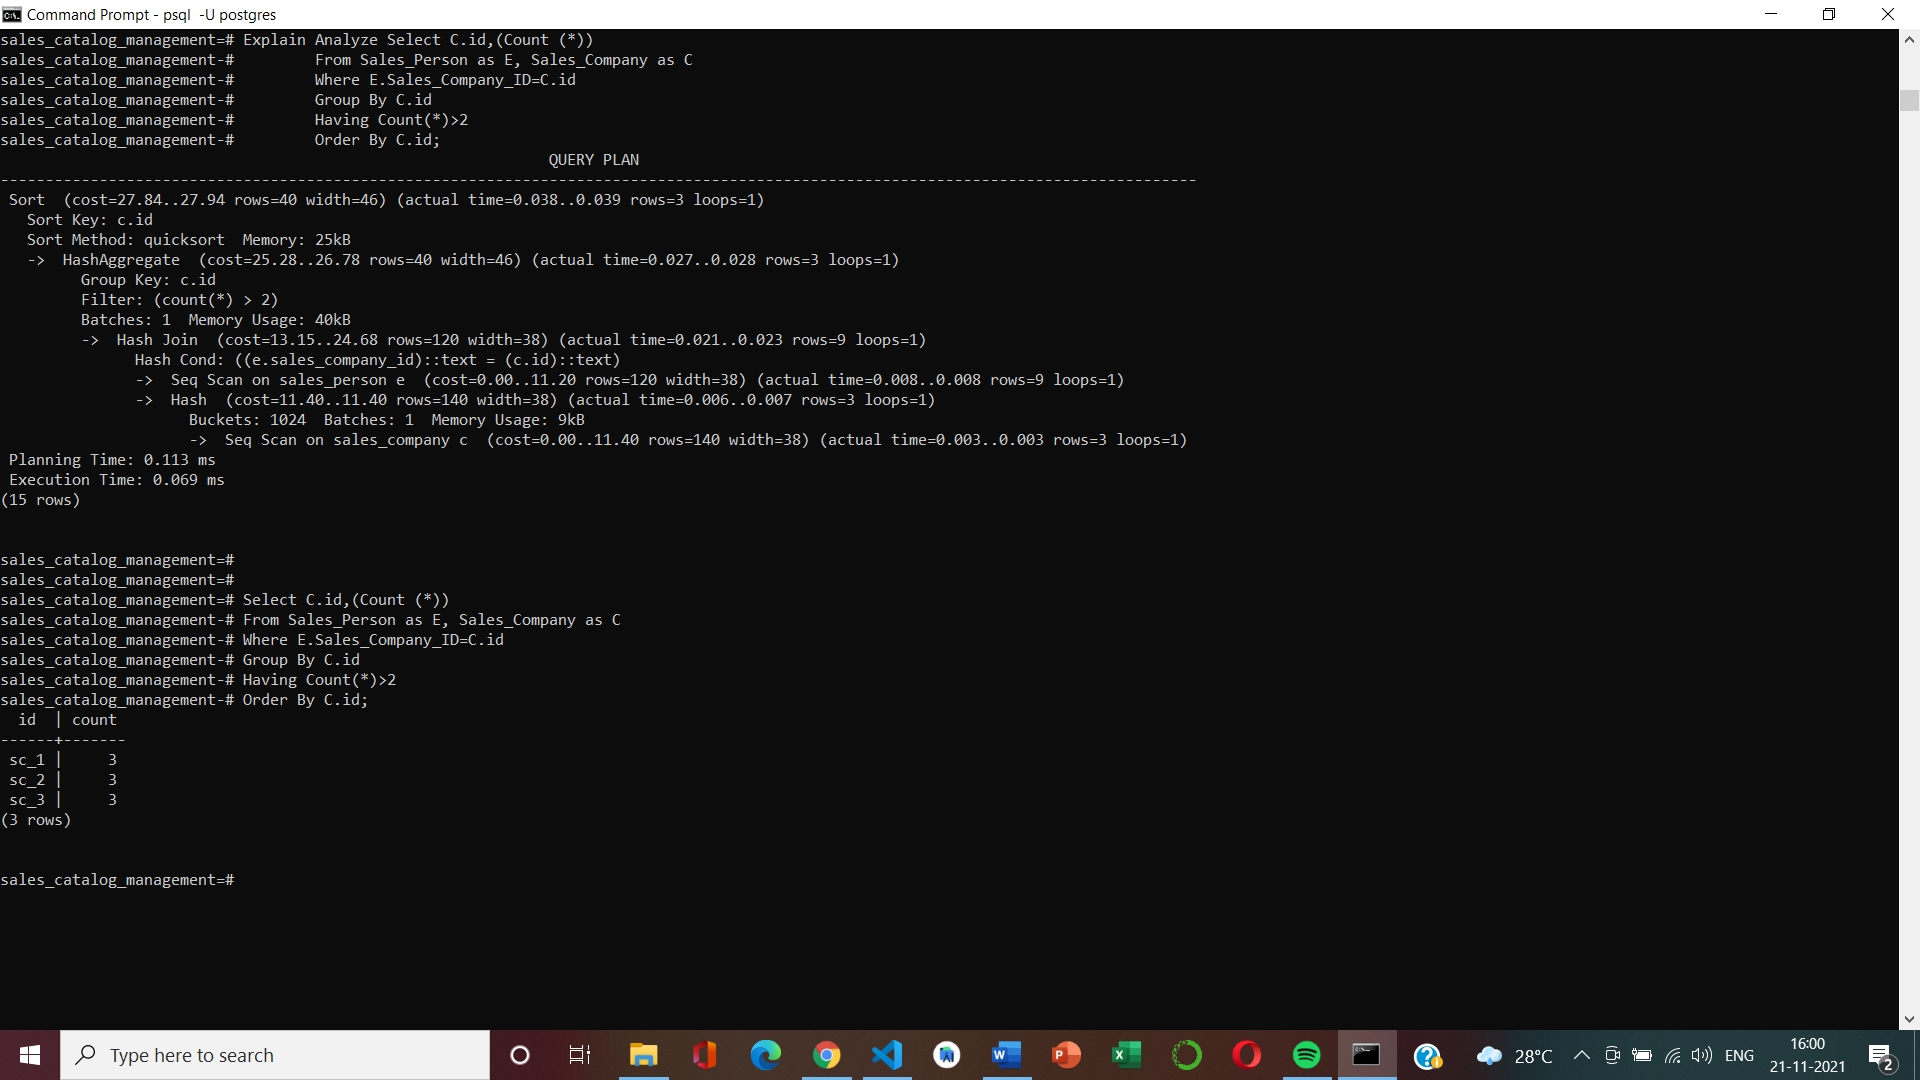 Command Prompt - psql  -U postgres
sales_catalog_management=# Explain Analyze Select C.id,(Count (*))
sales_catalog_management-#         From Sales_Person as E, Sales_Company as C
sales_catalog_management-#         Where E.Sales_Company_ID=C.id
sales_catalog_management-#         Group By C.id
sales_catalog_management-#         Having Count(*)>2
sales_catalog_management-#         Order By C.id;
QUERY PLAN
-------------------------------------------------------------------------------------------------------------------------------------
Sort  (cost=27.84..27.94 rows=40 width=46) (actual time=0.038..0.039 rows=3 loops=1)
Sort Key: c.id
Sort Method: quicksort  Memory: 25kB
->  HashAggregate  (cost=25.28..26.78 rows=40 width=46) (actual time=0.027..0.028 rows=3 loops=1)
Group Key: c.id
Filter: (count(*) > 2)
Batches: 1  Memory Usage: 40kB
->  Hash Join  (cost=13.15..24.68 rows=120 width=38) (actual time=0.021..0.023 rows=9 loops=1)
Hash Cond: ((e.sales_company_id)::text = (c.id)::text)
->  Seq Scan on sales_person e  (cost=0.00..11.20 rows=120 width=38) (actual time=0.008..0.008 rows=9 loops=1)
->  Hash  (cost=11.40..11.40 rows=140 width=38) (actual time=0.006..0.007 rows=3 loops=1)
Buckets: 1024  Batches: 1  Memory Usage: 9kB
->  Seq Scan on sales_company c  (cost=0.00..11.40 rows=140 width=38) (actual time=0.003..0.003 rows=3 loops=1)
Planning Time: 0.113 ms
Execution Time: 0.069 ms
(15 rows)
sales_catalog_management=#
sales_catalog_management=#
sales_catalog_management=# Select C.id,(Count (*))
sales_catalog_management-# From Sales_Person as E, Sales_Company as C
sales_catalog_management-# Where E.Sales_Company_ID=C.id
sales_catalog_management-# Group By C.id
sales_catalog_management-# Having Count(*)>2
sales_catalog_management-# Order By C.id;
id  | count
------+-------
sc_1 |     3
sc_2 |     3
sc_3 |     3
(3 rows)
sales_catalog_management=#
Type here to search
28°C
ENG
16:00
21-11-2021
2